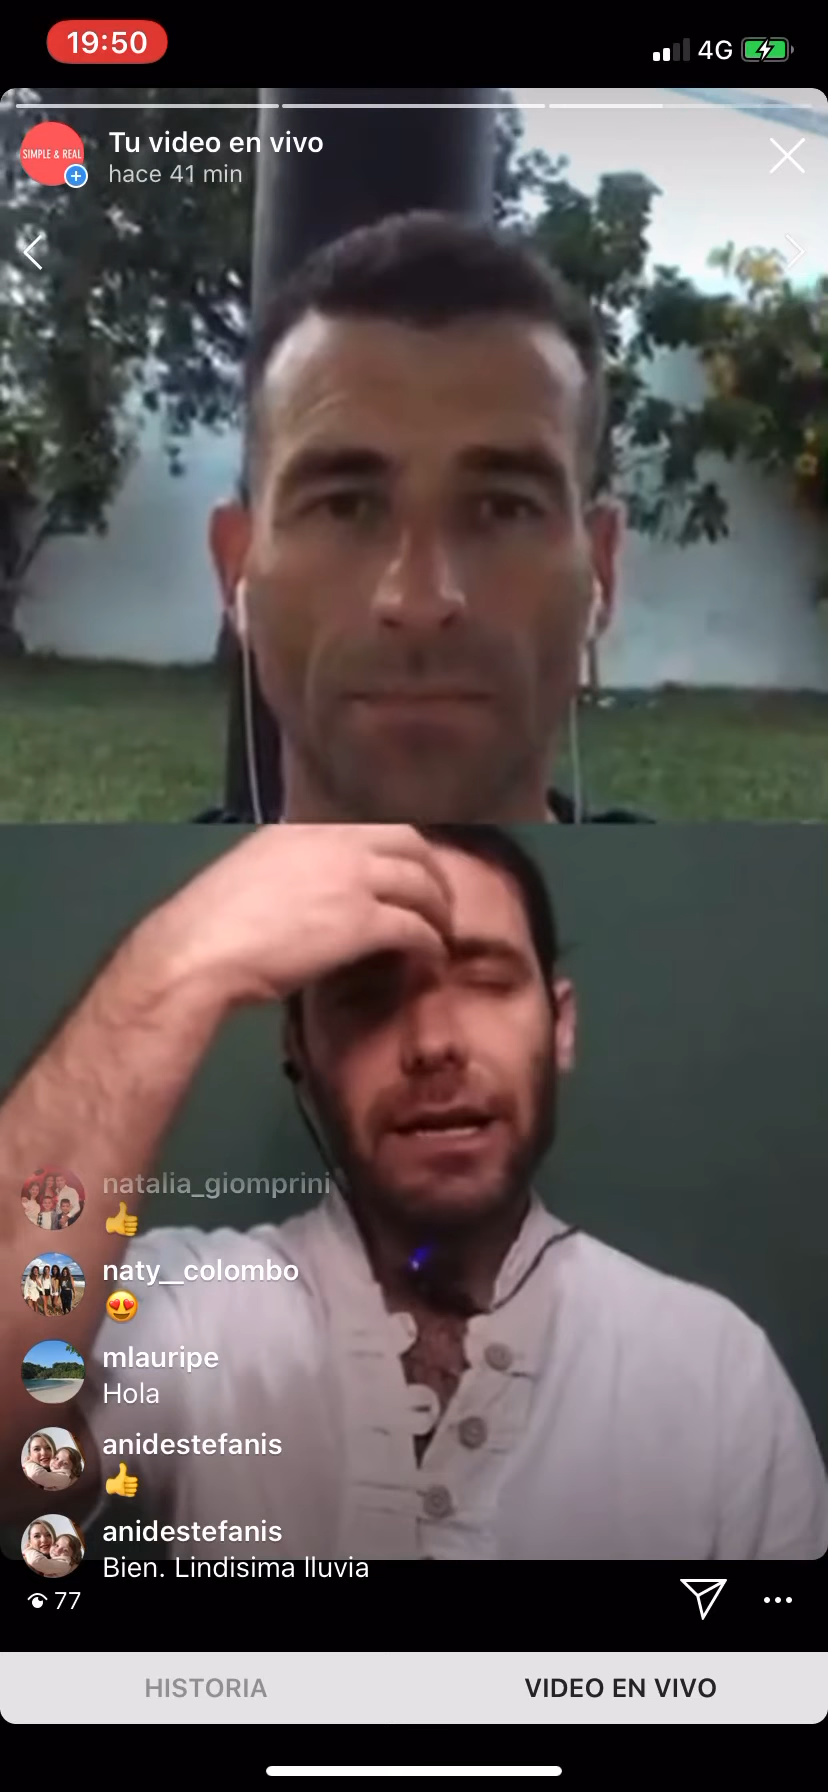 19:50
4G
SIMPLE & REAL
Tu video en vivo
hace 41 min
natalia_giomprini
👍
naty__colombo
😍
mlauripe
Hola
anidestefanis
👍
anidestefanis
Bien. Lindisima lluvia
77
HISTORIA
VIDEO EN VIVO